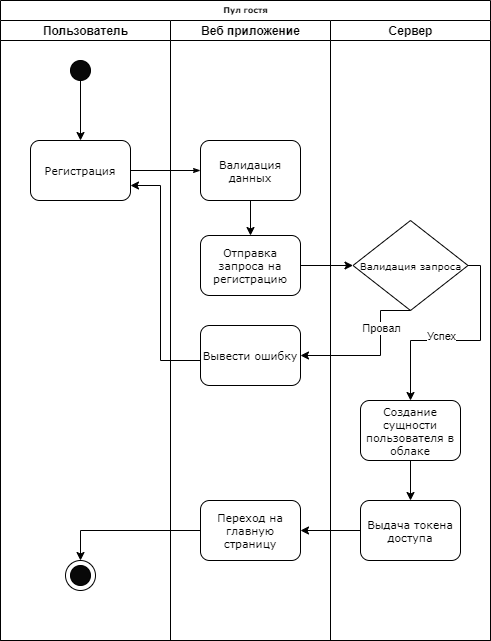 Пул гостя
Пользователь
Веб приложение
Сервер
Регистрация
Валидация
данных
Отправка
запроса на
регистрацию
Валидация запроса
Провал
Успех
Вывести ошибку
Создание
сущности
пользователя в
облаке
Переход на
главную
страницу
Выдача токена
доступа